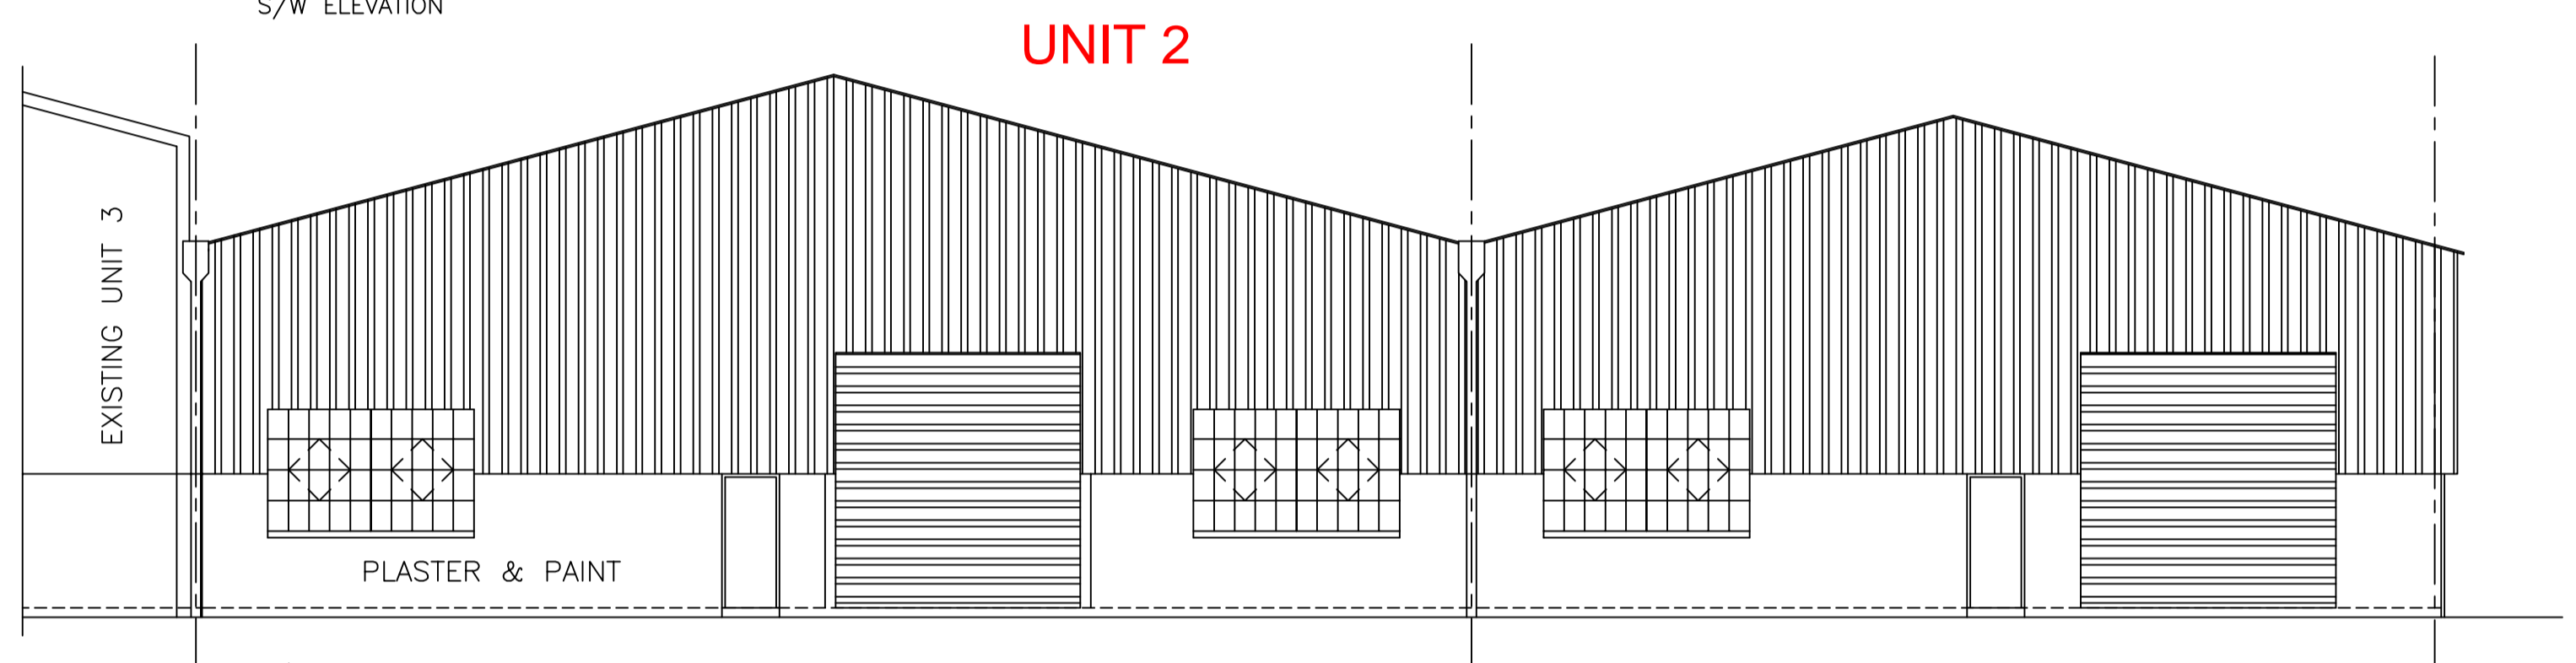 S/W ELEVATION
UNIT 2
EXISTING UNIT 3
PLASTER & PAINT